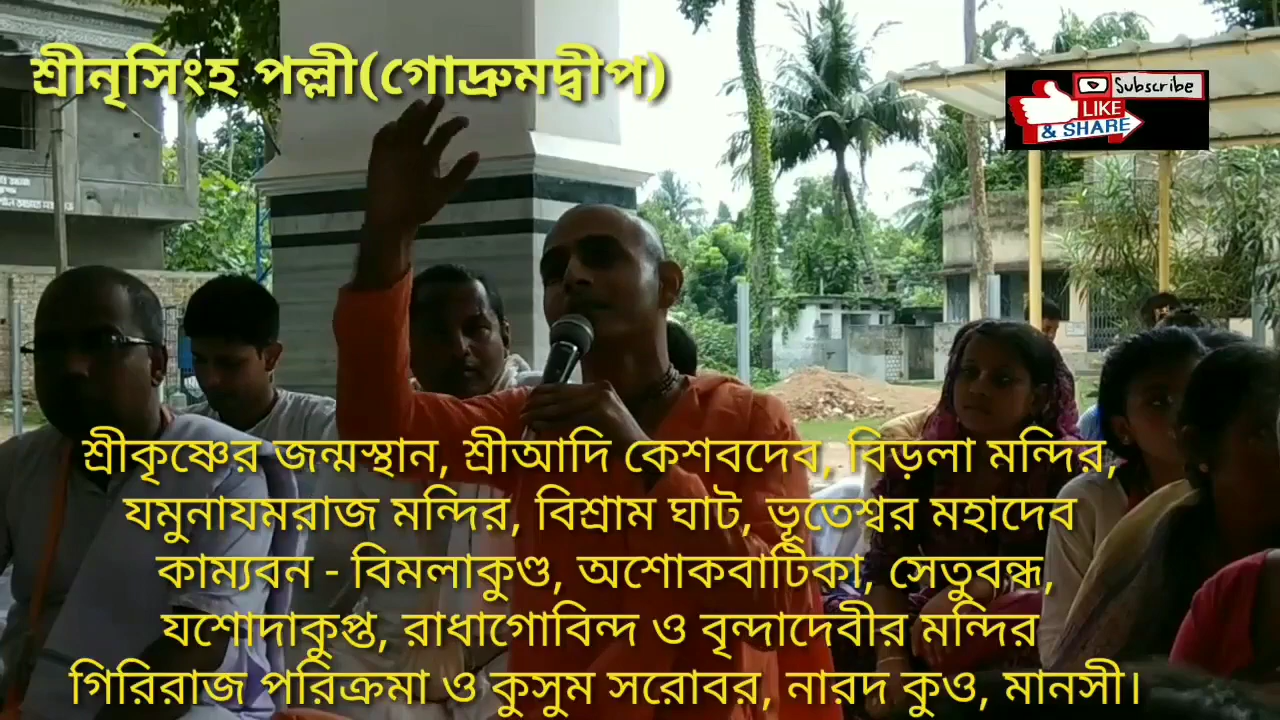 শ্রীনৃসিংহ পল্লী(গোদ্রুমদ্বীপ)
Subscribe
LIKE
& SHARE
শ্রীকৃষ্ণের জন্মস্থান, শ্রীআদি কেশবদেব, বিড়লা মন্দির,
যমুনাযমরাজ মন্দির, বিশ্রাম ঘাট, ভূতেশ্বর মহাদেব
কাম্যবন - বিমলাকুণ্ড, অশোকবাটিকা, সেতুবন্ধ,
যশোদাকুপ্ত, রাধাগোবিন্দ ও বৃন্দাদেবীর মন্দির
গিরিরাজ পরিক্রমা ও কুসুম সরোবর, নারদ কুণ্ড, মানসী।